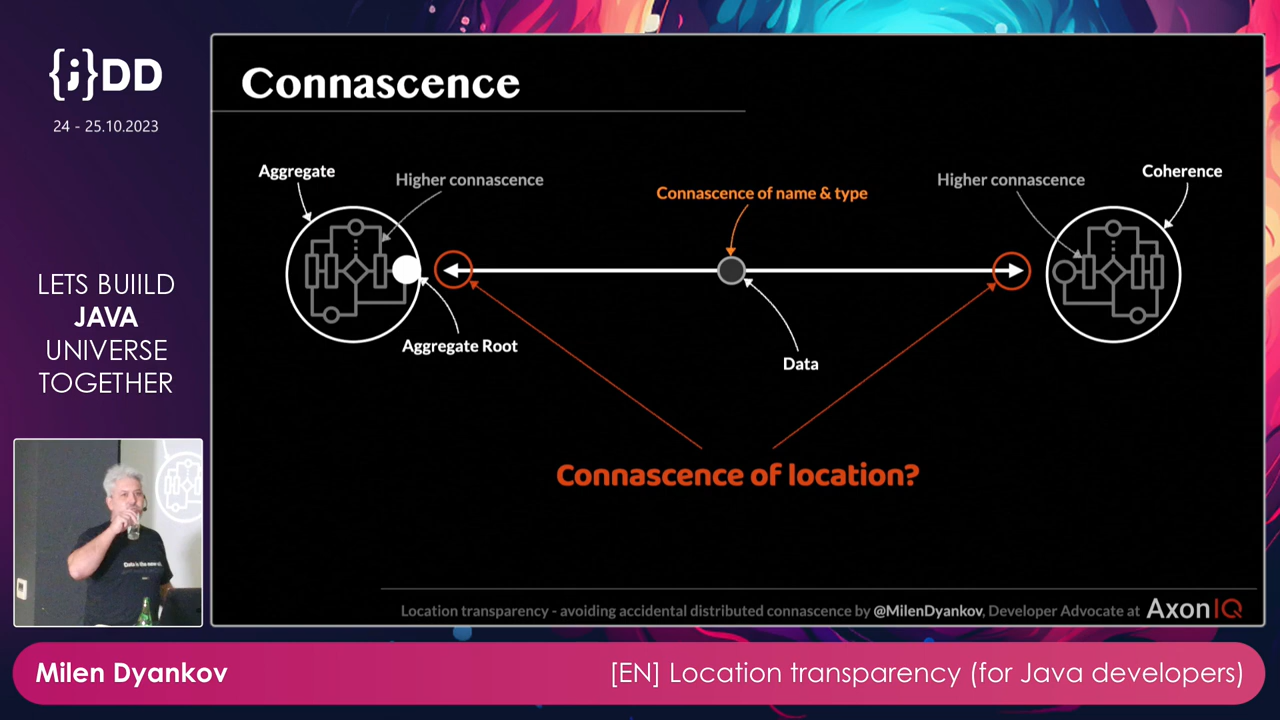 {j}DD
24 - 25.10.2023
LETS BUIILD
JAVA
UNIVERSE
TOGETHER
Connascence
Aggregate
Higher connascence
Connascence of name & type
Higher connascence
Coherence
Aggregate Root
Data
Connascence of location?
Location transparency - avoiding accidental distributed connascence by @MilenDyankov, Developer Advocate at AxonIQ
Milen Dyankov
[EN] Location transparency (for Java developers)